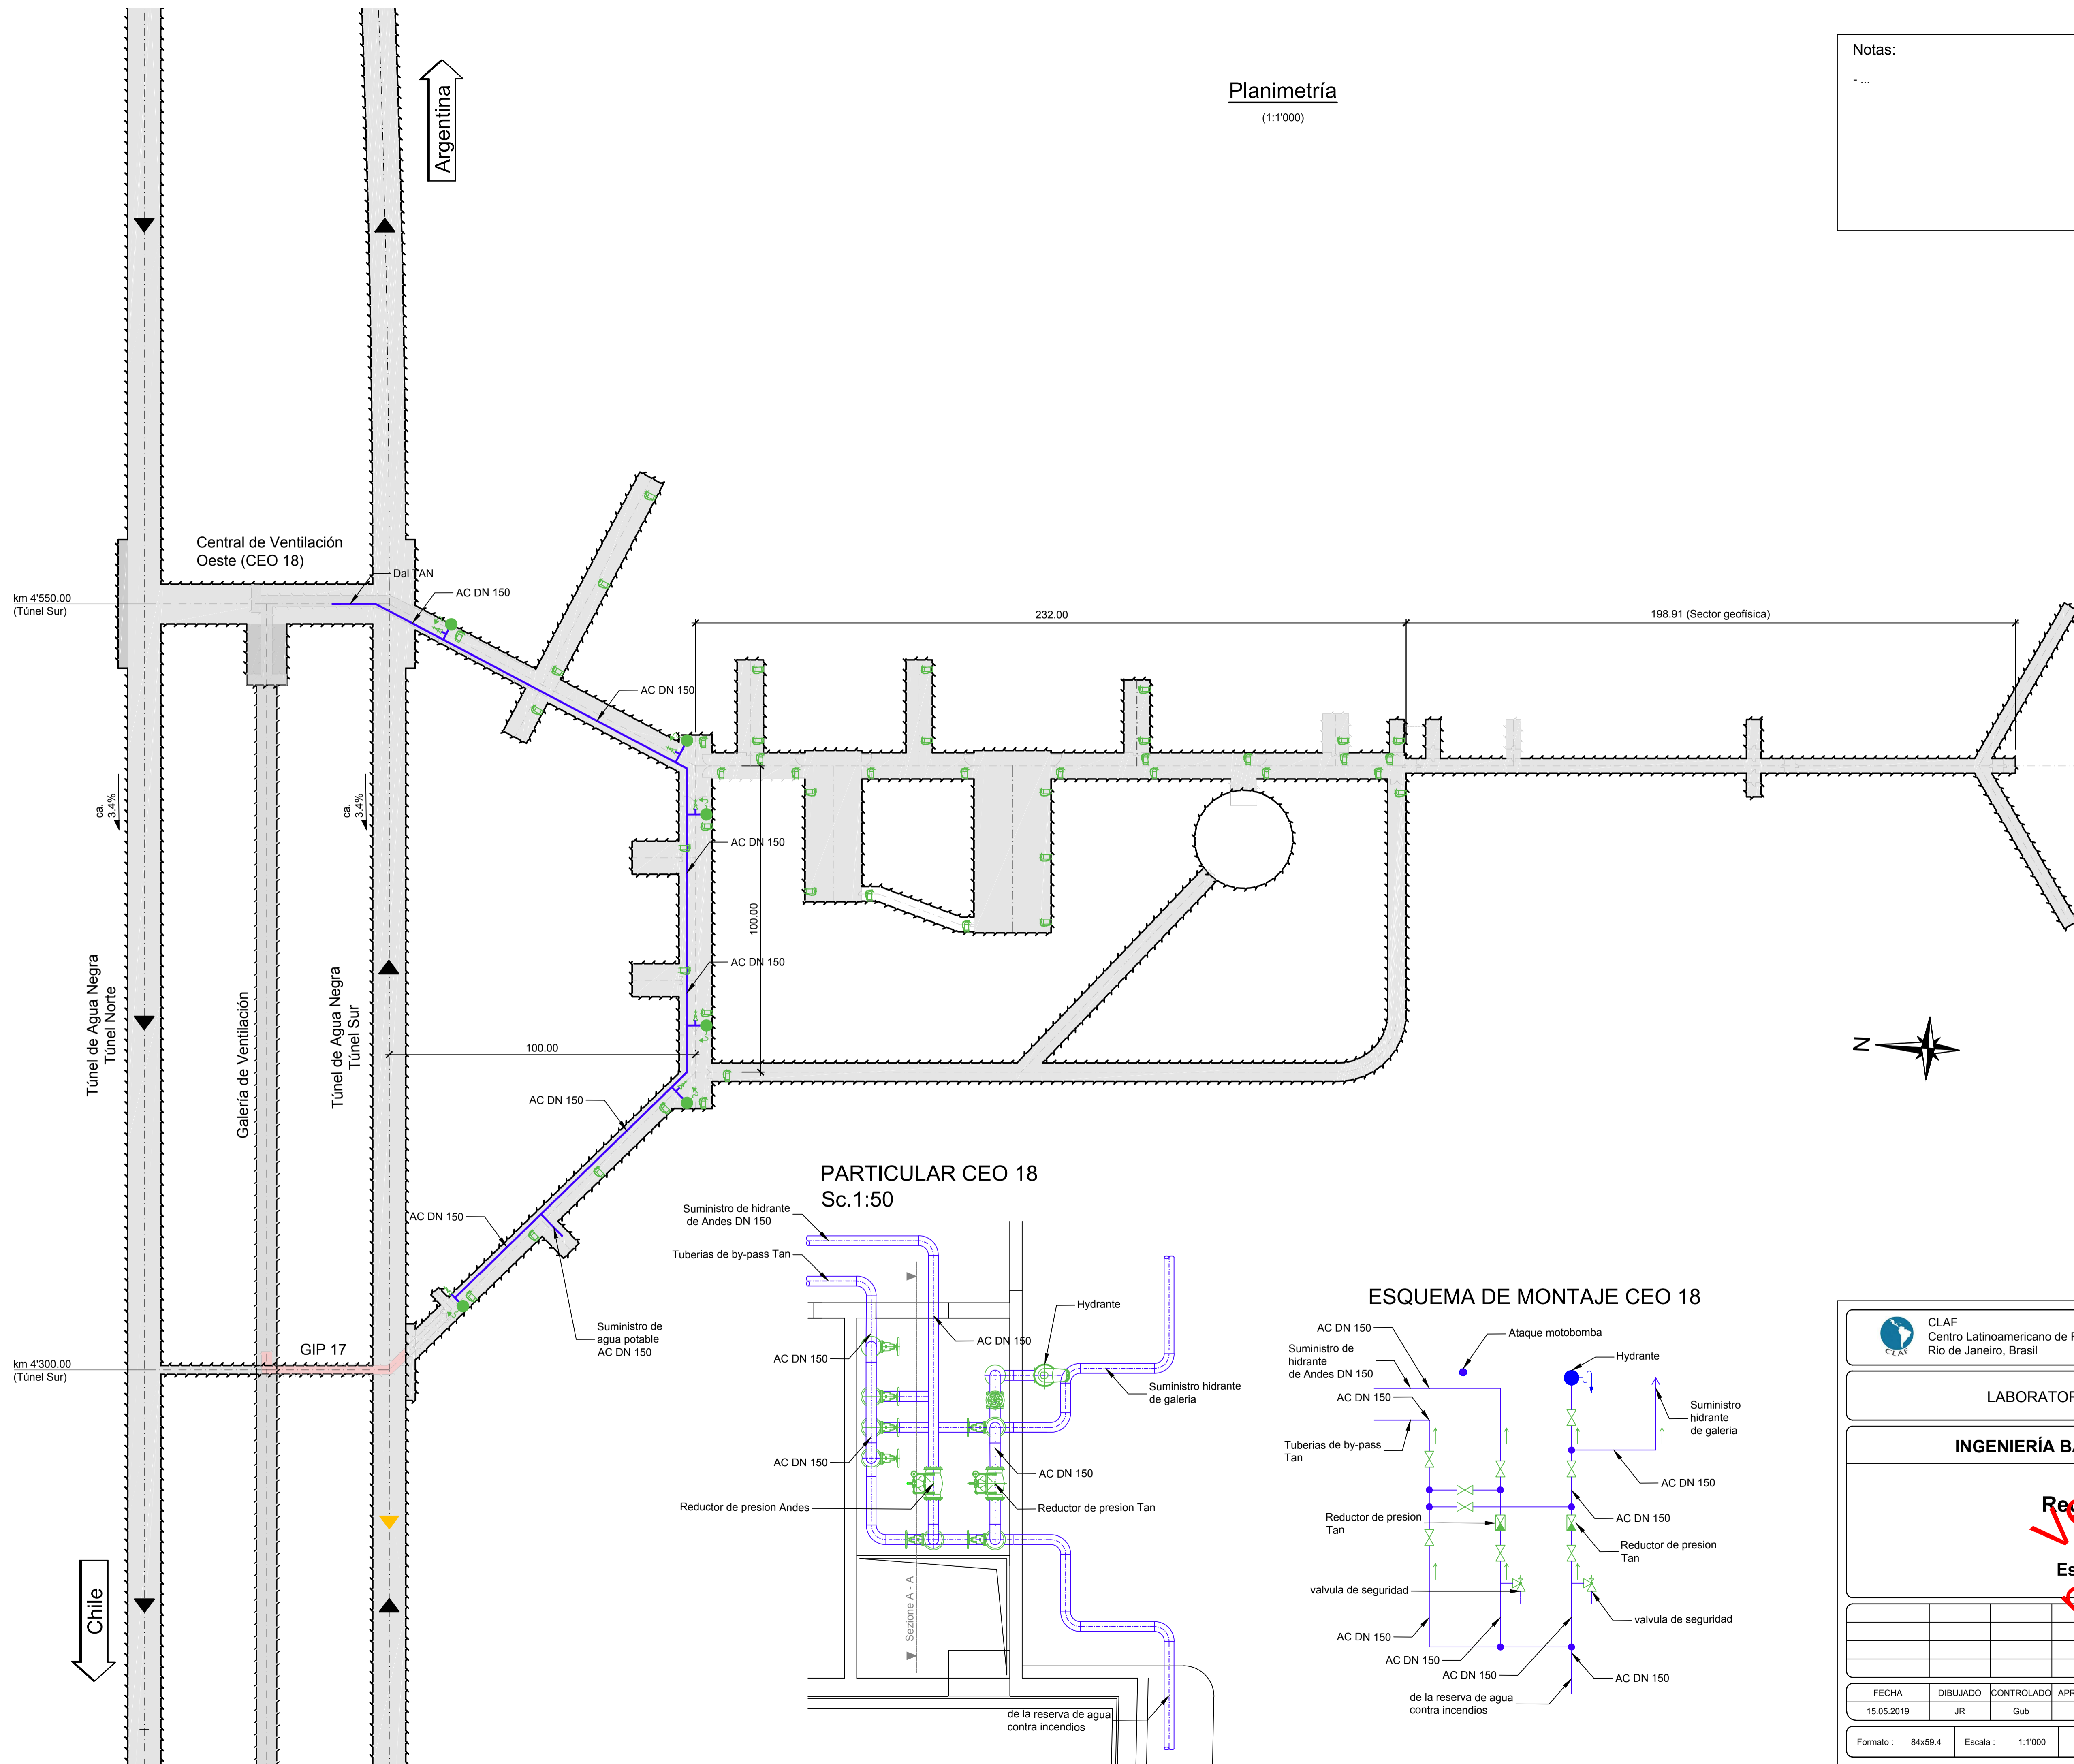 Notas:
- ...
Planimetría
(1:1'000)
Argentina
Central de Ventilación
Oeste (CEO 18)
Dal TAN
AC DN 150
km 4'550.00
(Túnel Sur)
AC DN 150
232.00
198.91 (Sector geofísica)
ca.
3.4%
ca.
3.4%
AC DN 150
100.00
AC DN 150
Túnel de Agua Negra
Túnel Norte
Galería de Ventilación
Túnel de Agua Negra
Túnel Sur
100.00
N
AC DN 150
AC DN 150
Suministro de
agua potable
AC DN 150
GIP 17
km 4'300.00
(Túnel Sur)
Chile
PARTICULAR CEO 18
Sc.1:50
Suministro de hidrante
de Andes DN 150
Tuberias de by-pass Tan
Hydrante
AC DN 150
AC DN 150
Suministro hidrante
de galeria
AC DN 150
AC DN 150
Reductor de presion Andes
Reductor de presion Tan
Sezione A - A
de la reserva de agua
contra incendios
ESQUEMA DE MONTAJE CEO 18
AC DN 150
Ataque motobomba
Suministro de
hidrante
de Andes DN 150
Hydrante
AC DN 150
Suministro
hidrante
de galeria
Tuberias de by-pass
Tan
AC DN 150
Reductor de presion
Tan
AC DN 150
Reductor de presion
Tan
valvula de seguridad
valvula de seguridad
AC DN 150
AC DN 150
AC DN 150
AC DN 150
de la reserva de agua
contra incendios
CLAF
CLAF
Centro Latinoamericano de
Rio de Janeiro, Brasil
LABORATOR
INGENIERÍA BA
Red
Es
FECHA DIBUJADO CONTROLADO APR
15.05.2019 JR Gub
Formato : 84x59.4 Escala : 1:1'000